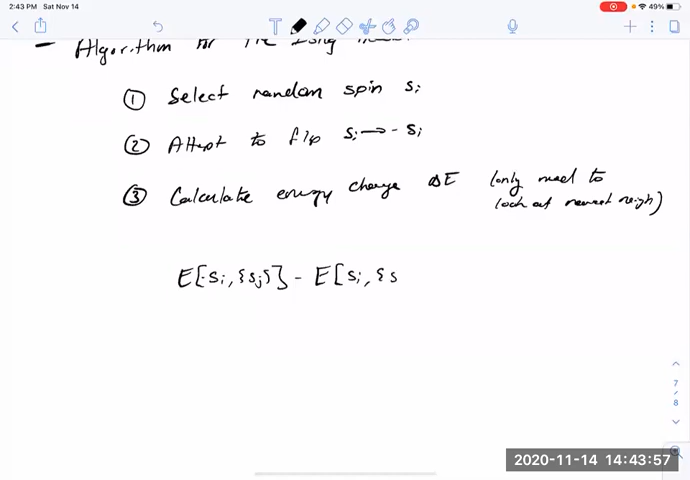 2:43 PM Sat Nov 14
49%
- Algorithm for the Ising
① Select random spin sᵢ
② Attept to flip sᵢ → -sᵢ
③ Calculate energy change ΔE (only need to
look at nearest neigh)
E[-sᵢ, {sⱼ}] - E[sᵢ, {s
7
/
8
2020-11-14 14:43:57